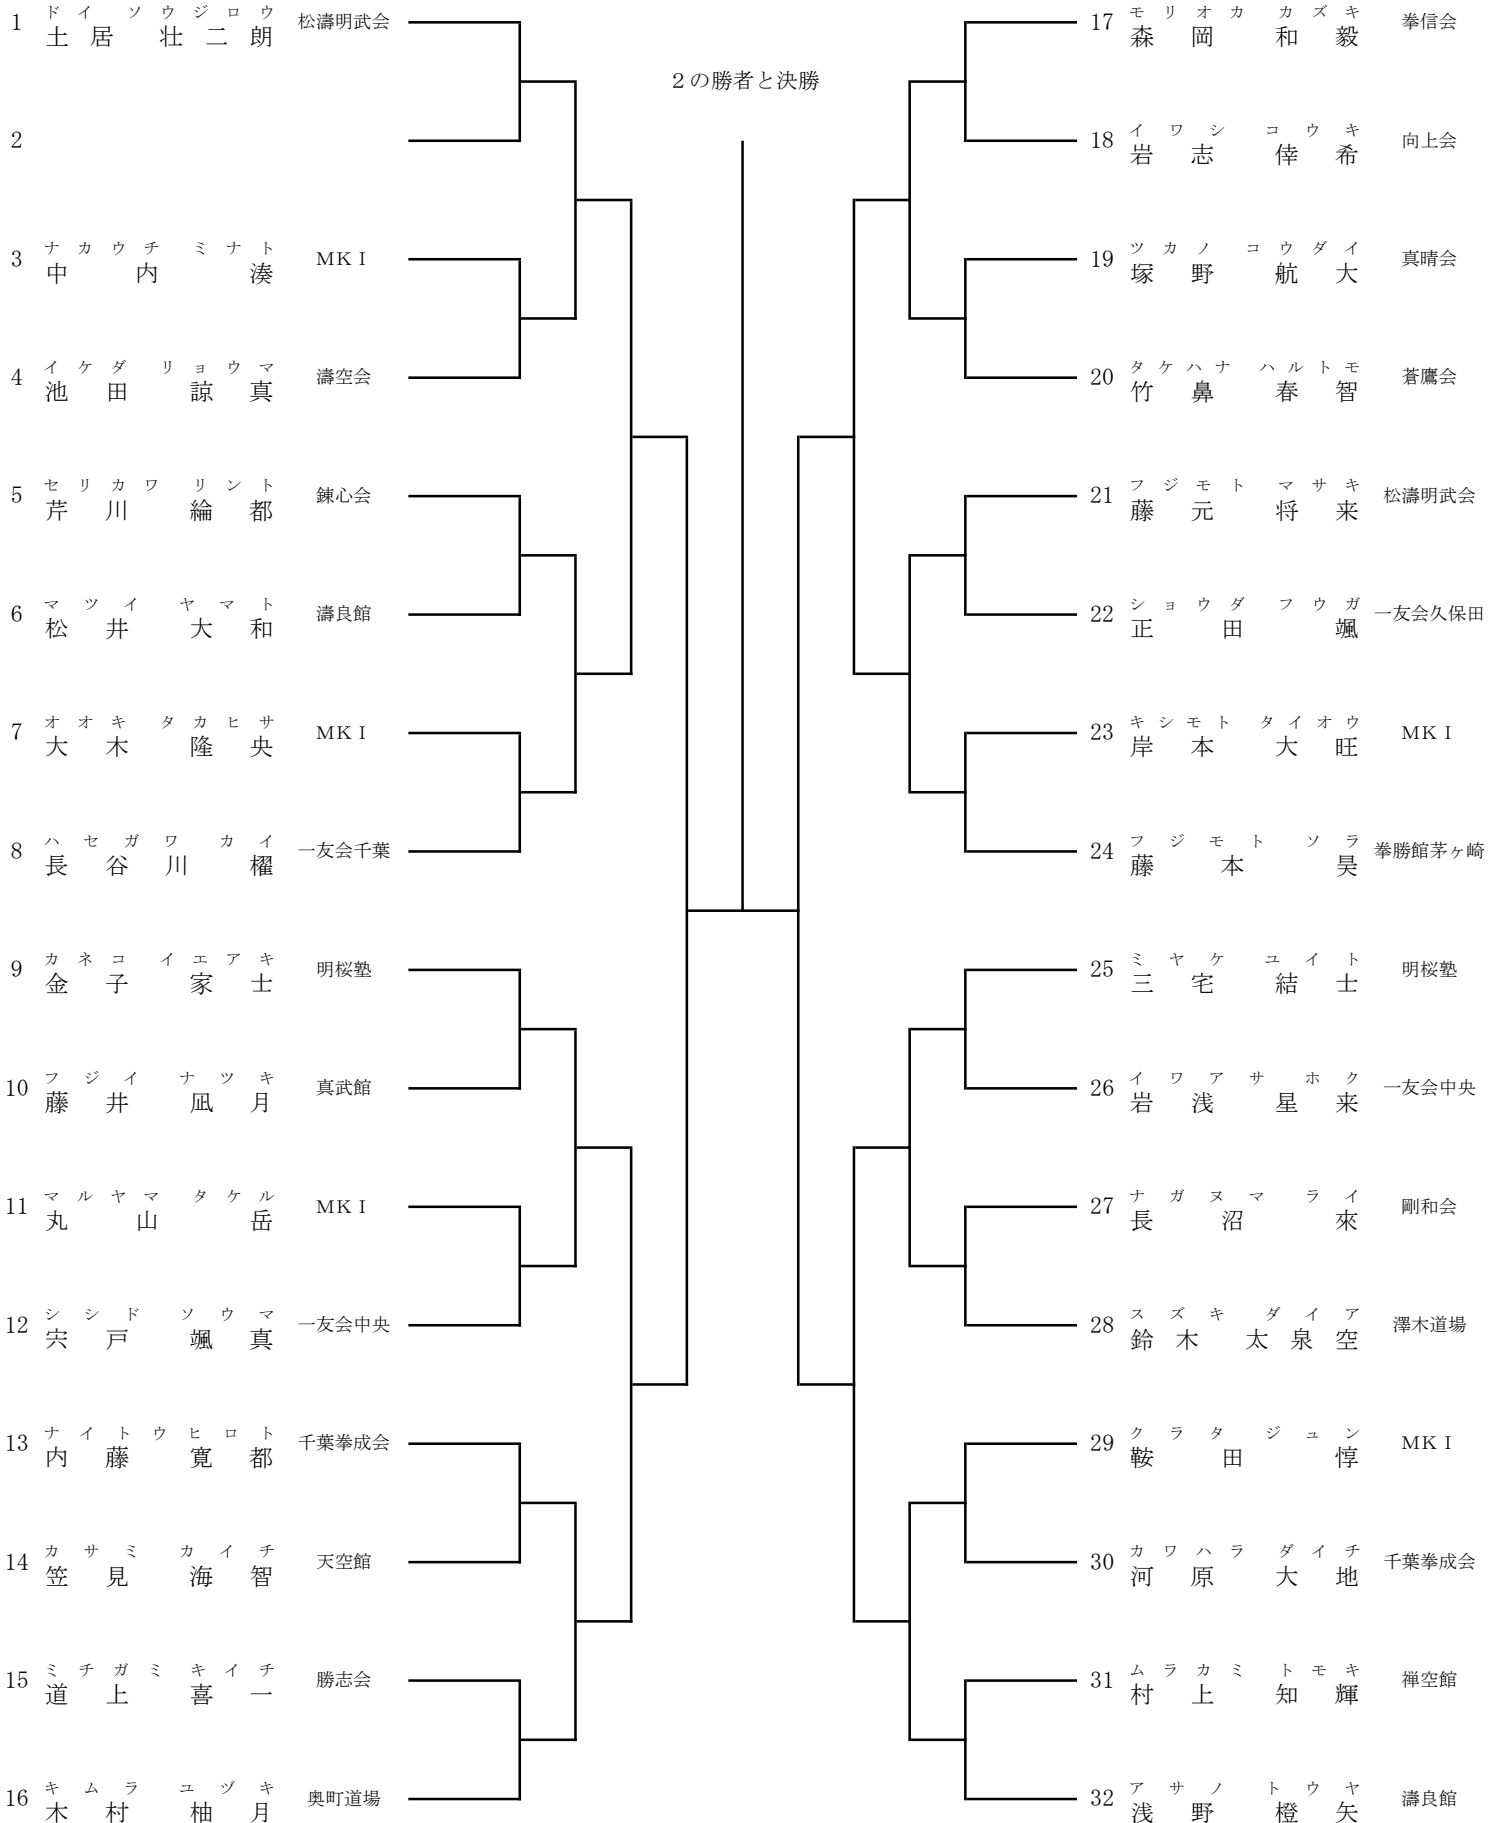 2の勝者と決勝
ドイ ソウジロウ
1 土居 壮二朗 松濤明武会
2
ナカウチ ミナト
3 中内 湊 MKI
イケダ リョウマ
4 池田 諒真 濤空会
セリカワ リント
5 芹川 綸都 錬心会
マツイ ヤマト
6 松井 大和 濤良館
オオキ タカヒサ
7 大木 隆央 MKI
ハセガワ カイ
8 長谷川 櫂 一友会千葉
カネコ イエアキ
9 金子 家士 明桜塾
フジイ ナツキ
10 藤井 凪月 真武館
マルヤマ タケル
11 丸山 岳 MKI
シシド ソウマ
12 宍戸 颯真 一友会中央
ナイトウ ヒロト
13 内藤 寛都 千葉拳成会
カサミ カイチ
14 笠見 海智 天空館
ミチガミ キイチ
15 道上 喜一 勝志会
キムラ ユヅキ
16 木村 柚月 奥町道場
モリオカ カズキ
17 森岡 和毅 拳信会
イワシ コウキ
18 岩志 倖希 向上会
ツカノ コウダイ
19 塚野 航大 真晴会
タケハナ ハルトモ
20 竹鼻 春智 蒼鷹会
フジモト マサキ
21 藤元 将来 松濤明武会
ショウダ フウガ
22 正田 颯 一友会久保田
キシモト タイオウ
23 岸本 大旺 MKI
フジモト ソラ
24 藤本 昊 拳勝館茅ヶ崎
ミヤケ ユイト
25 三宅 結士 明桜塾
イワアサ ホク
26 岩浅 星来 一友会中央
ナガヌマ ライ
27 長沼 來 剛和会
スズキ ダイア
28 鈴木 太泉空 澤木道場
クラタ ジュン
29 鞍田 惇 MKI
カワハラ ダイチ
30 河原 大地 千葉拳成会
ムラカミ トモキ
31 村上 知輝 禅空館
アサノ トウヤ
32 浅野 橙矢 濤良館